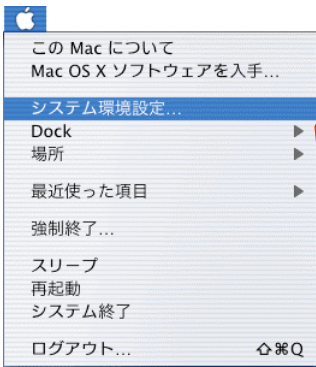 この Mac について
Mac OS X ソフトウェアを入手...
システム環境設定...
Dock
場所
最近使った項目
強制終了...
スリープ
再起動
システム終了
ログアウト... ⇧⌘Q